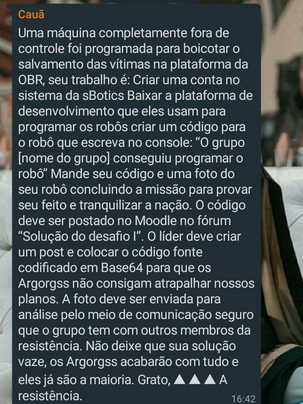 Cauã
Uma máquina completamente fora de
controle foi programada para boicotar o
salvamento das vítimas na plataforma da
OBR, seu trabalho é: Criar uma conta no
sistema da sBotics Baixar a plataforma de
desenvolvimento que eles usam para
programar os robôs criar um código para
o robô que escreva no console: “O grupo
[nome do grupo] conseguiu programar o
robô” Mande seu código e uma foto do
seu robô concluindo a missão para provar
seu feito e tranquilizar a nação. O código
deve ser postado no Moodle no fórum
“Solução do desafio I”. O líder deve criar
um post e colocar o código fonte
codificado em Base64 para que os
Argorgss não consigam atrapalhar nossos
planos. A foto deve ser enviada para
análise pelo meio de comunicação seguro
que o grupo tem com outros membros da
resistência. Não deixe que sua solução
vaze, os Argorgss acabarão com tudo e
eles já são a maioria. Grato, ▲▲▲ A
resistência.
16:42